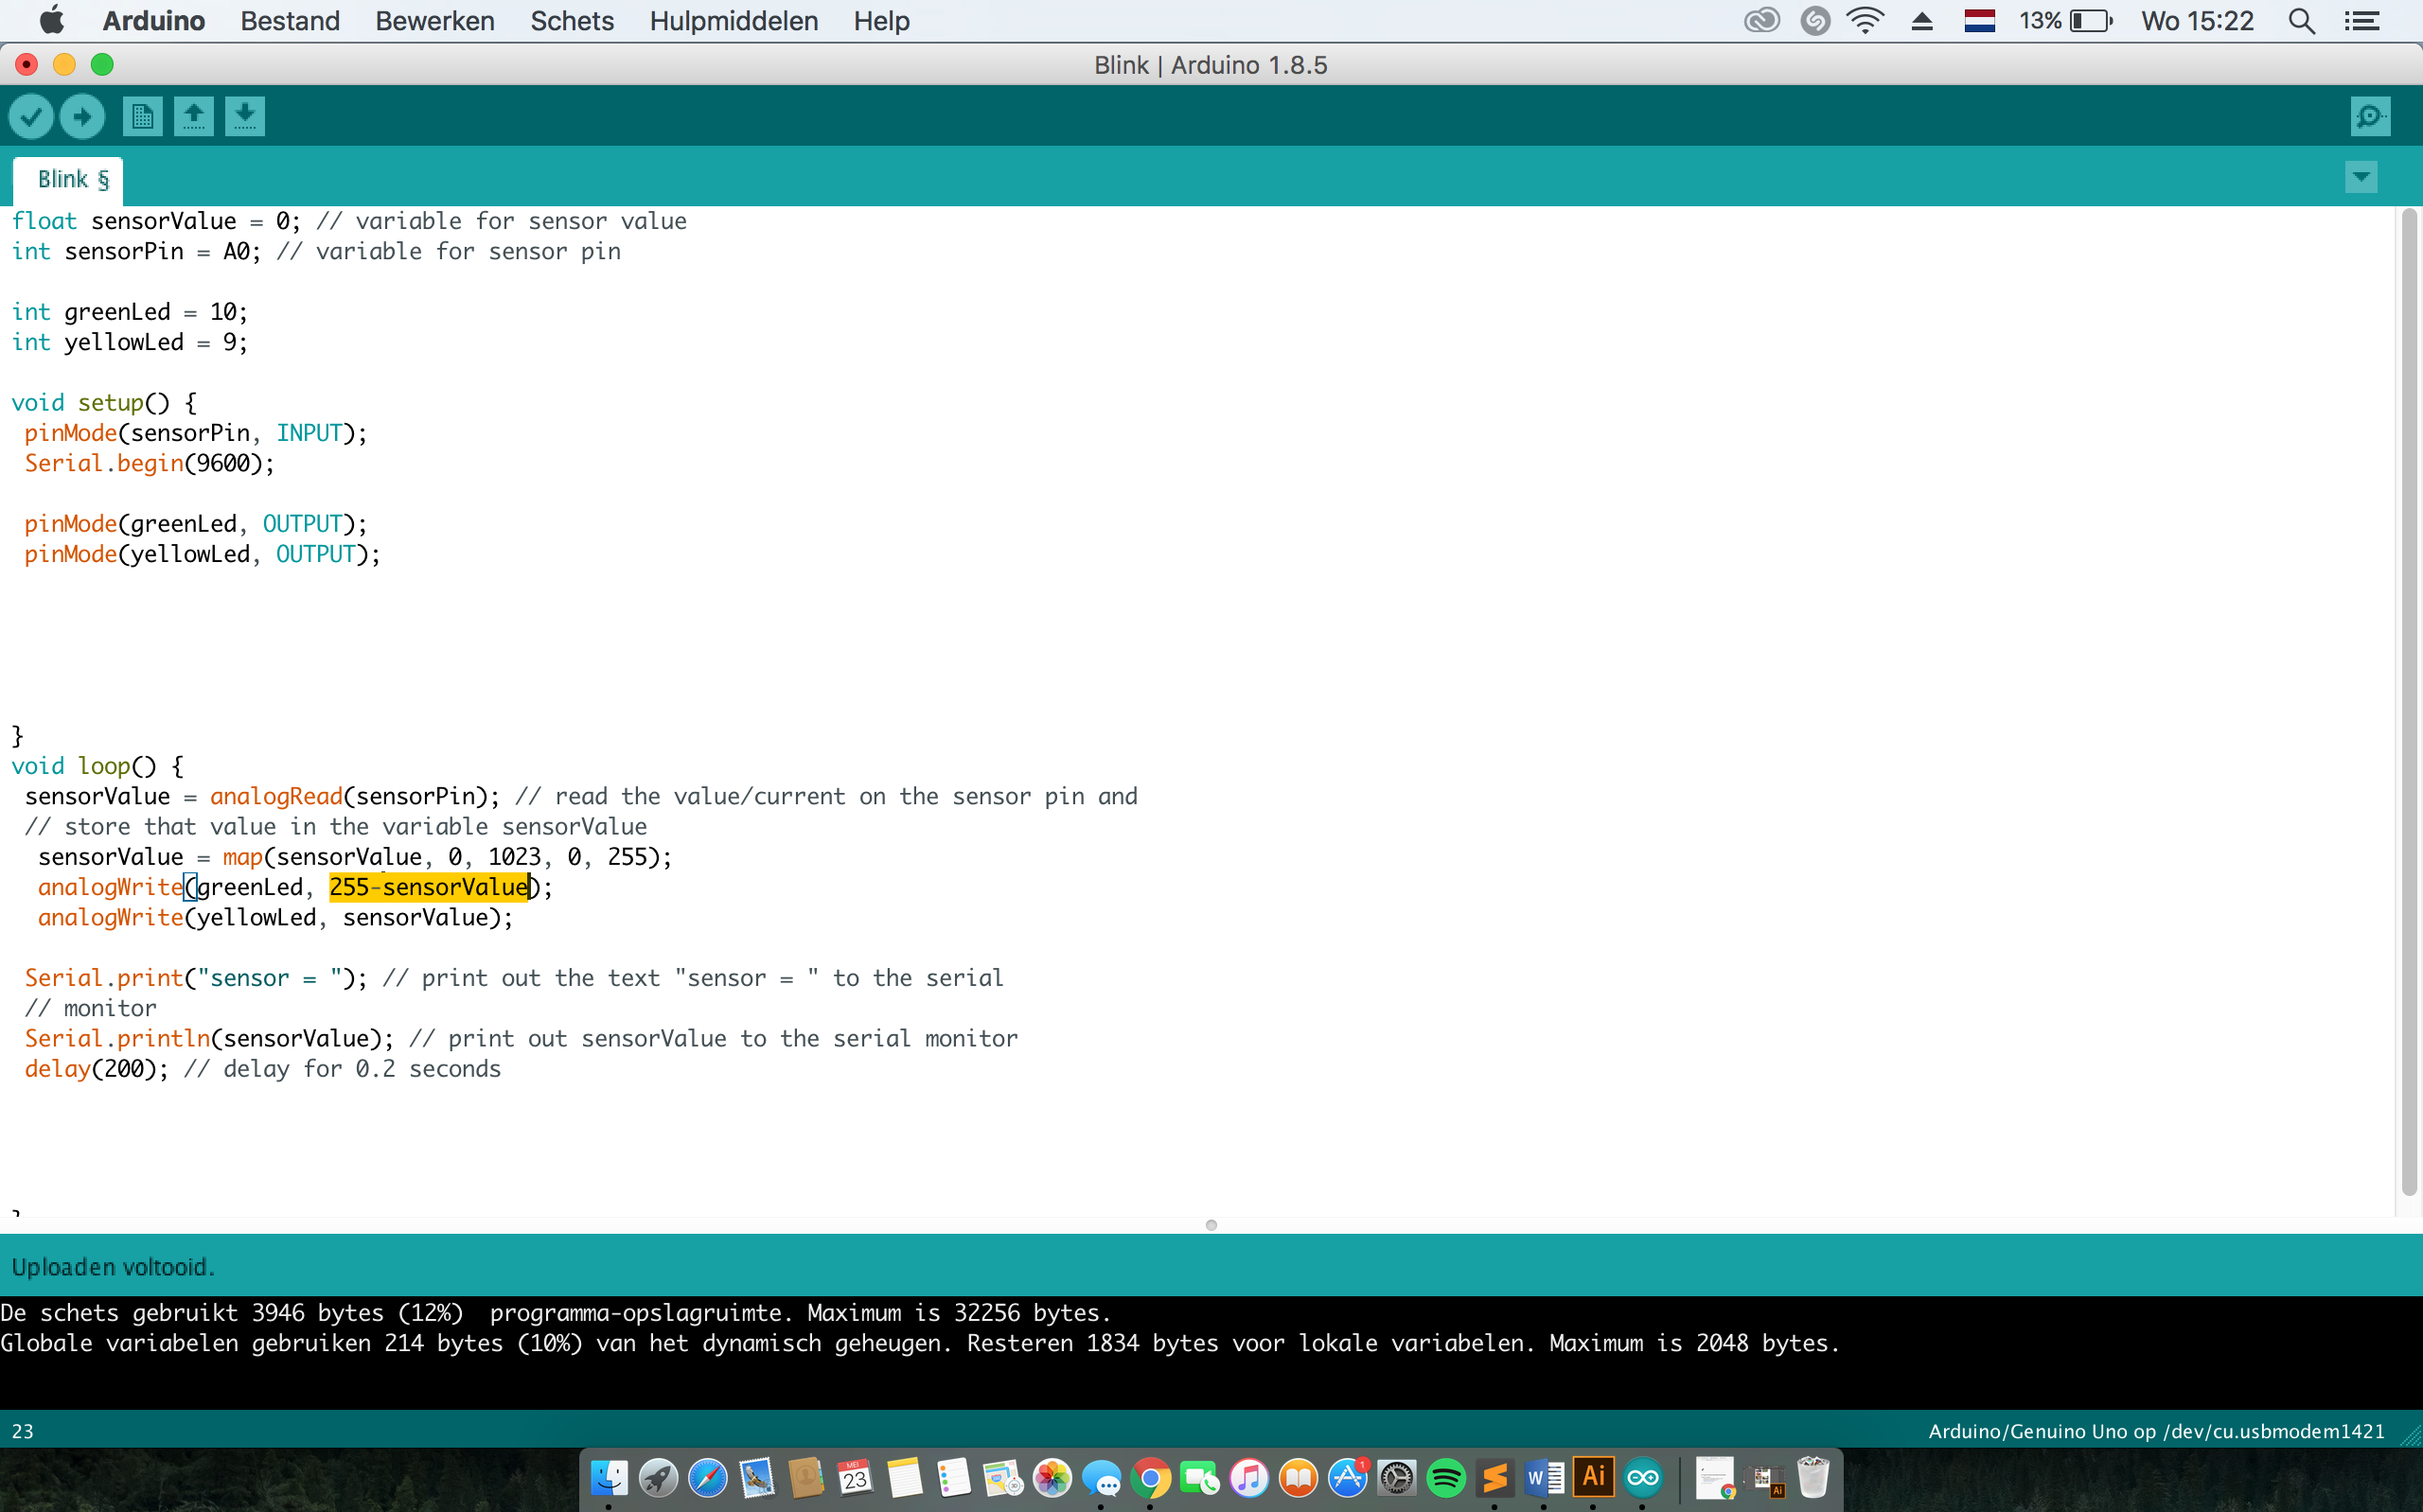 Arduino Bestand Bewerken Schets Hulpmiddelen Help 13% Wo 15:22
Blink | Arduino 1.8.5
Blink §
float sensorValue = 0; // variable for sensor value
int sensorPin = A0; // variable for sensor pin
int greenLed = 10;
int yellowLed = 9;
void setup() {
pinMode(sensorPin, INPUT);
Serial.begin(9600);
pinMode(greenLed, OUTPUT);
pinMode(yellowLed, OUTPUT);
}
void loop() {
sensorValue = analogRead(sensorPin); // read the value/current on the sensor pin and
// store that value in the variable sensorValue
sensorValue = map(sensorValue, 0, 1023, 0, 255);
analogWrite(greenLed, 255-sensorValue);
analogWrite(yellowLed, sensorValue);
Serial.print("sensor = "); // print out the text "sensor = " to the serial
// monitor
Serial.println(sensorValue); // print out sensorValue to the serial monitor
delay(200); // delay for 0.2 seconds
Uploaden voltooid.
De schets gebruikt 3946 bytes (12%)  programma-opslagruimte. Maximum is 32256 bytes.
Globale variabelen gebruiken 214 bytes (10%) van het dynamisch geheugen. Resteren 1834 bytes voor lokale variabelen. Maximum is 2048 bytes.
23 Arduino/Genuino Uno op /dev/cu.usbmodem1421
MEI
23
1
W
Ai
Ai